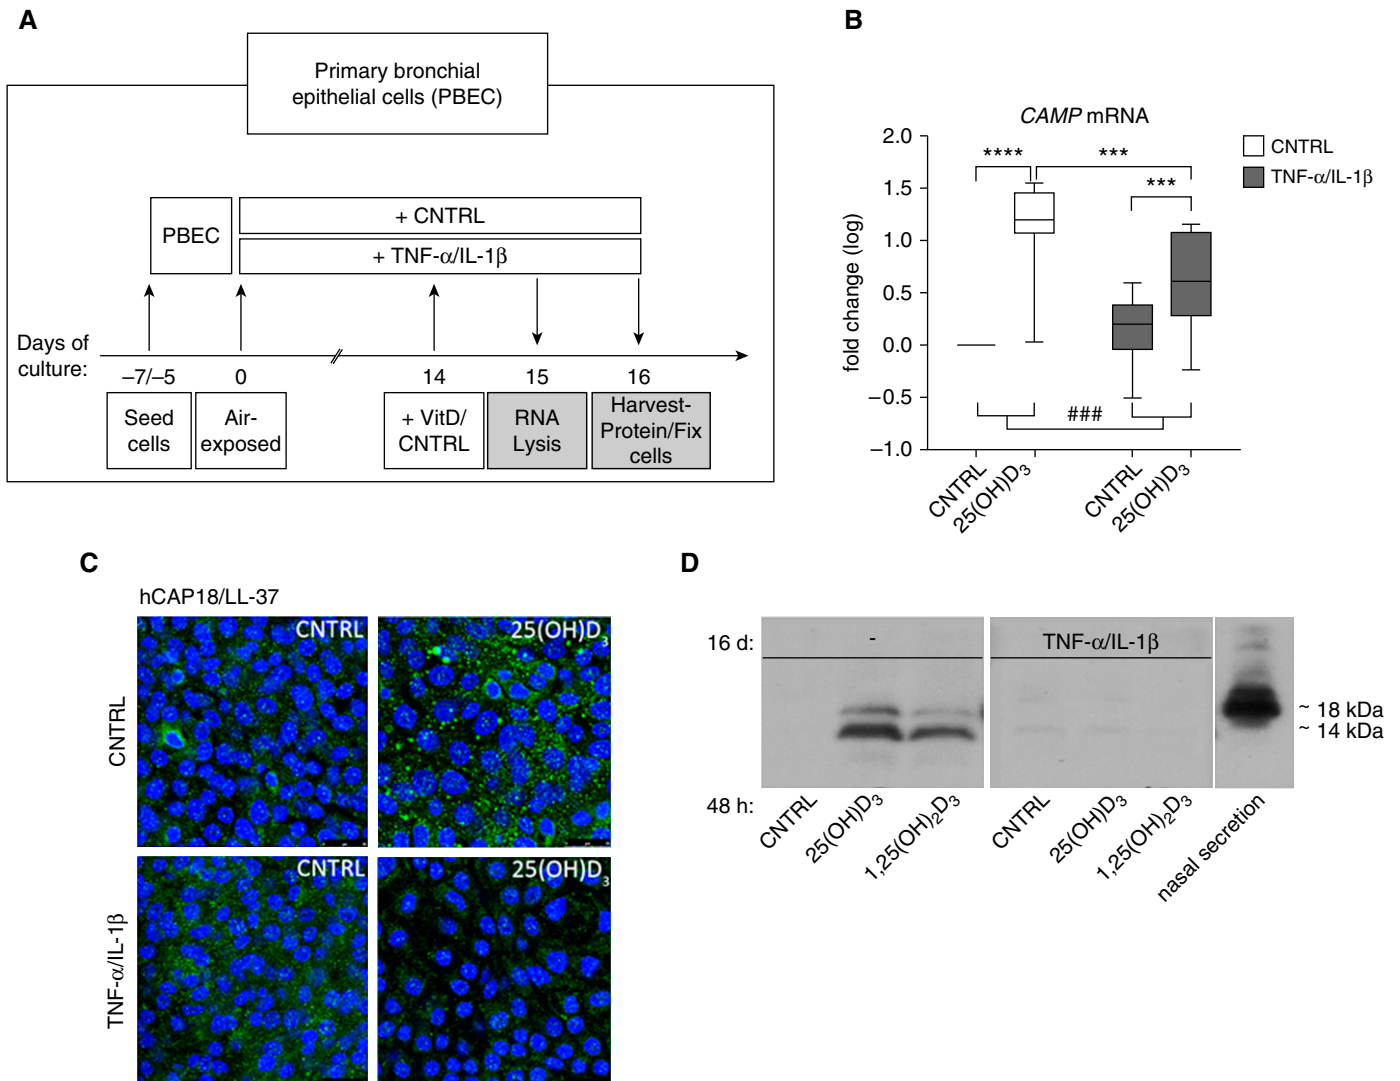 A
Primary bronchial
epithelial cells (PBEC)
PBEC
+ CNTRL
+ TNF-α/IL-1β
Days of
culture:
–7/–5
0
14
15
16
Seed
cells
Air-
exposed
+ VitD/
CNTRL
RNA
Lysis
Harvest-
Protein/Fix
cells
B
CAMP mRNA
fold change (log)
2.0
1.5
1.0
0.5
0.0
–0.5
–1.0
****
***
***
###
CNTRL
25(OH)D3
CNTRL
25(OH)D3
CNTRL
TNF-α/IL-1β
C
hCAP18/LL-37
CNTRL
25(OH)D3
CNTRL
CNTRL
25(OH)D3
TNF-α/IL-1β
D
16 d:
-
TNF-α/IL-1β
~ 18 kDa
~ 14 kDa
48 h:
CNTRL
25(OH)D3
1,25(OH)2D3
CNTRL
25(OH)D3
1,25(OH)2D3
nasal secretion